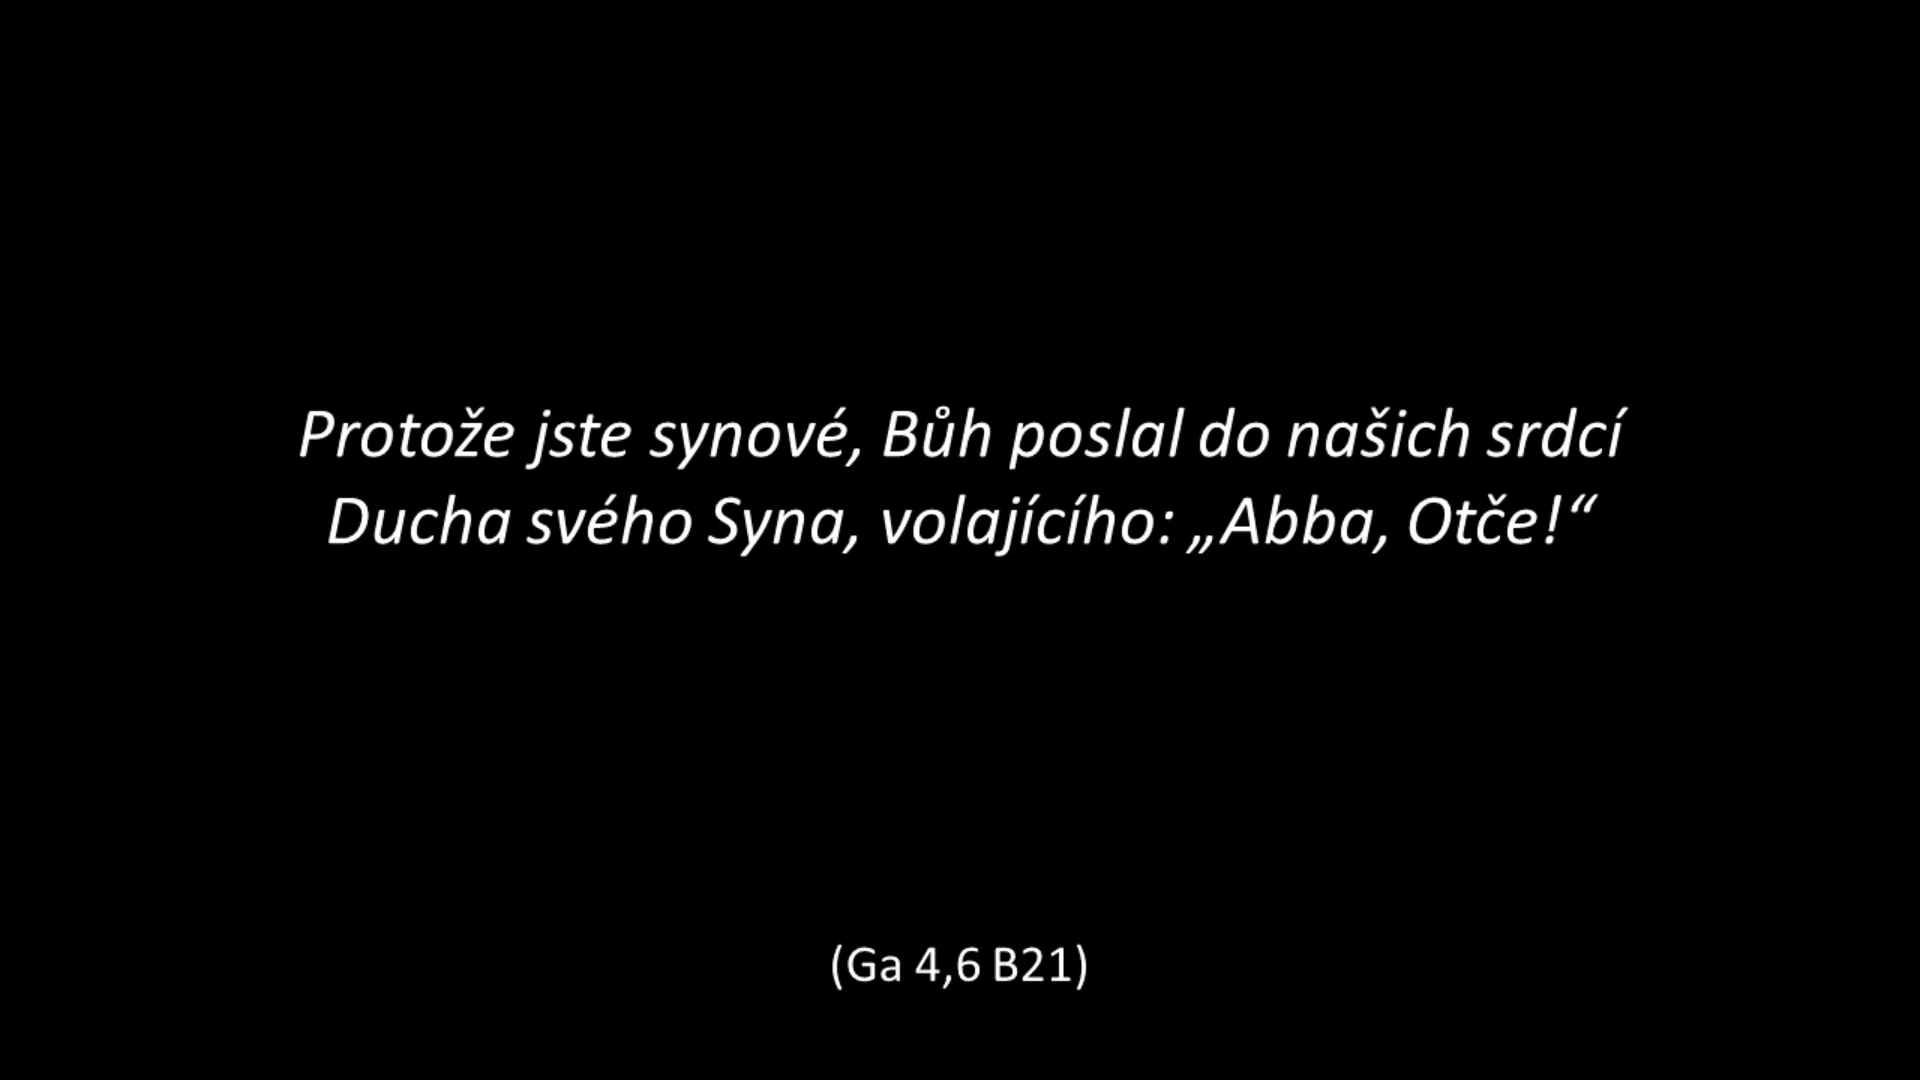 Protože jste synové, Bůh poslal do našich srdcí
Ducha svého Syna, volajícího: „Abba, Otče!“
(Ga 4,6 B21)